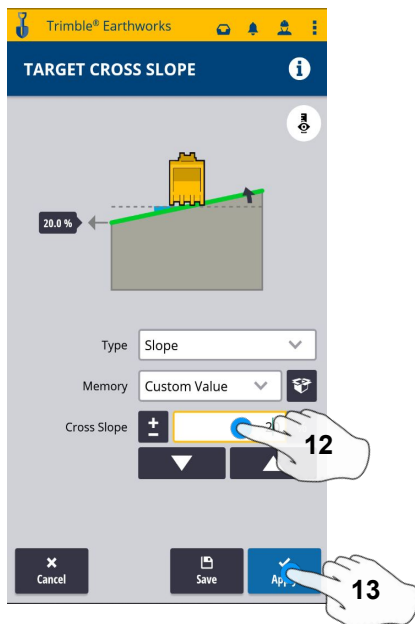 Trimble® Earthworks
TARGET CROSS SLOPE
20.0 %
Type Slope
Memory Custom Value
Cross Slope
12
Cancel Save
13